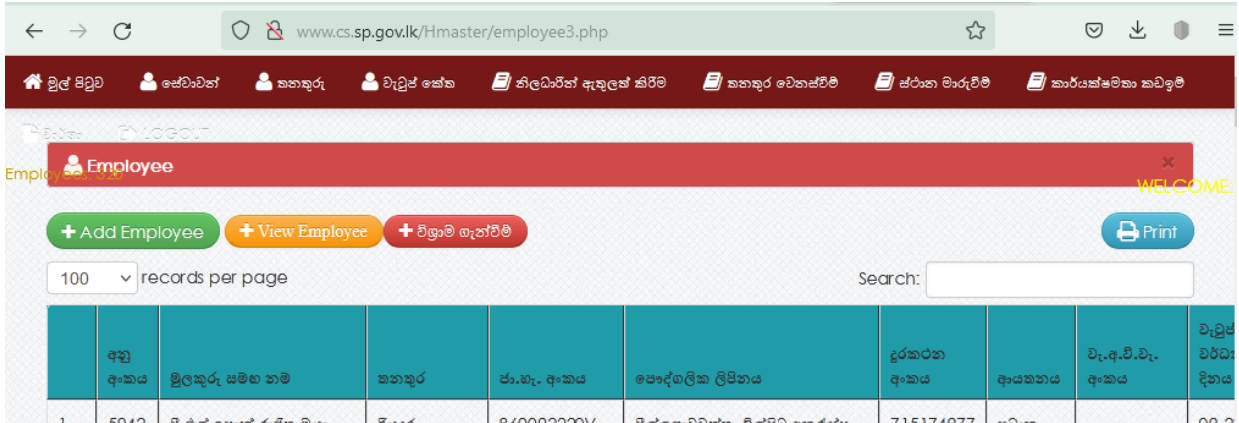 www.cs.sp.gov.lk/Hmaster/employee3.php
මුල් පිටුව සේවාවන් තනතුරු වැටුප් කේත නිලධාරීන් ඇතුලත් කිරීම තනතුර වෙනස්වීම් ස්ථාන මාරුවීම් කාර්යක්ෂමතා කඩඉම්
වාර්තා LOGOUT
Employee
Employees: 326
WELCOME:
Add Employee View Employee විශ්‍රාම ගැන්වීම් Print
100 records per page Search:
අනු අංකය මුලකුරු සමඟ නම තනතුර ජා.හැ. අංකය පෞද්ගලික ලිපිනය දුරකථන අංකය ආයතනය වැ.අ.වි.වැ. අංකය වැටුප් දිනය